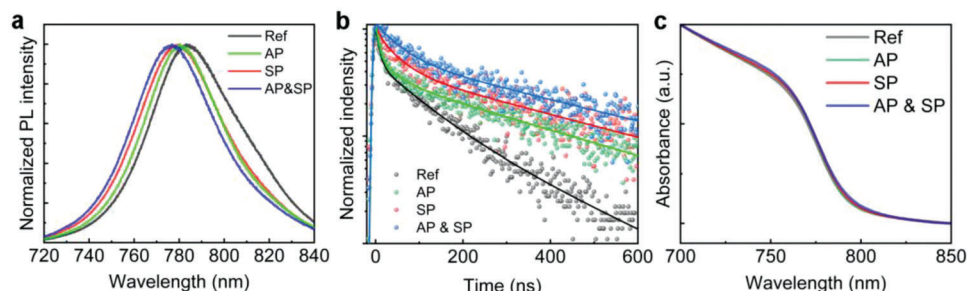 a
Normalized PL intensity
Ref
AP
SP
AP&SP
720 740 760 780 800 820 840
Wavelength (nm)
b
Normalized indensity
Ref
AP
SP
AP & SP
0 200 400 600
Time (ns)
c
Absorbance (a.u.)
Ref
AP
SP
AP & SP
700 750 800 850
Wavelength (nm)